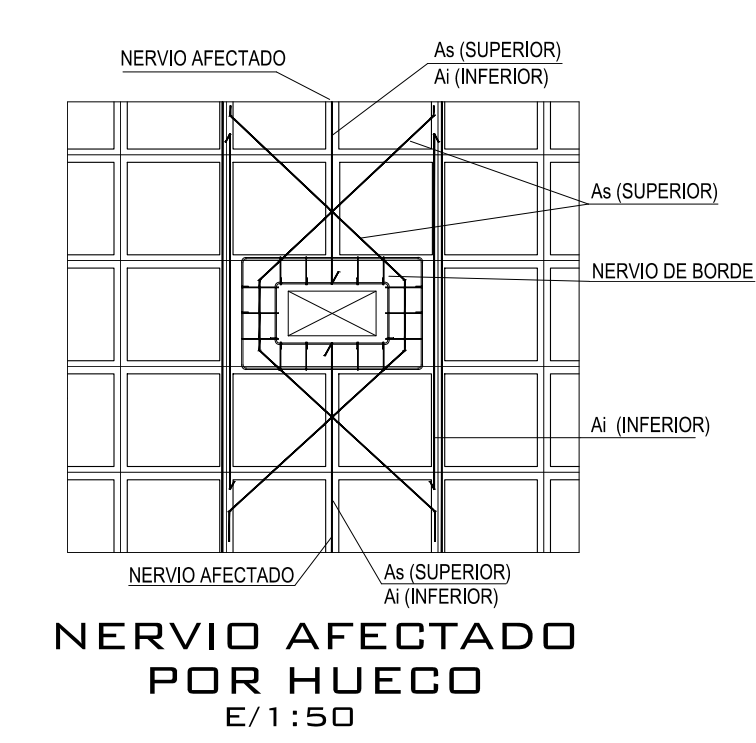 NERVIO AFECTADO
As (SUPERIOR)
Ai (INFERIOR)
As (SUPERIOR)
NERVIO DE BORDE
Ai (INFERIOR)
NERVIO AFECTADO
As (SUPERIOR)
Ai (INFERIOR)
NERVIO AFECTADO
POR HUECO
E/1:50